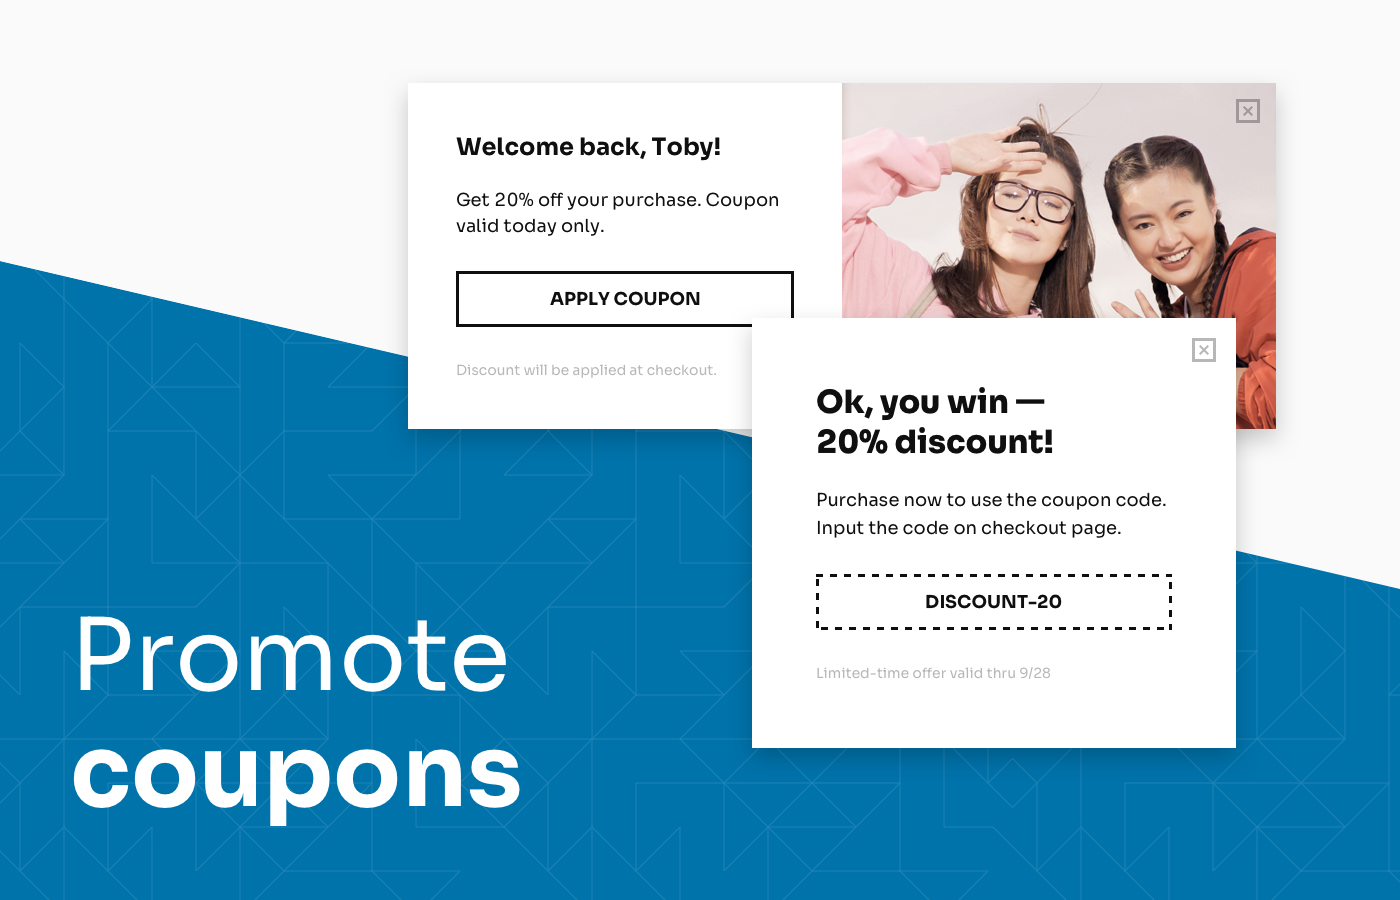 Welcome back, Toby!
Get 20% off your purchase. Coupon
valid today only.
APPLY COUPON
Discount will be applied at checkout.
Ok, you win —
20% discount!
Purchase now to use the coupon code.
Input the code on checkout page.
DISCOUNT-20
Limited-time offer valid thru 9/28
Promote
coupons